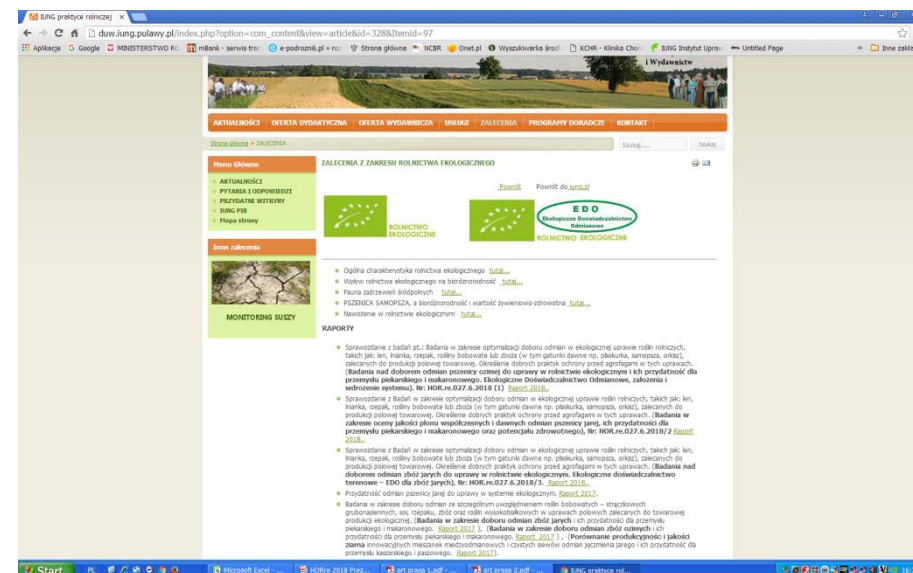 IUNG praktyce rolniczej
duw.iung.pulawy.pl/index.php?option=com_content&view=article&id=328&Itemid=97
Aplikacje Google MINISTERSTWO RO mBank - serwis tran e-podroznik.pl = roz Strona główna NCBR Onet.pl Wyszukiwarka środ KCHR - Klinika Chor IUNG Instytut Upraw Untitled Page Inne zakła
i Wydawnictw
AKTUALNOŚCI OFERTA DYDAKTYCZNA OFERTA WYDAWNICZA USŁUGI ZALECENIA PROGRAMY DORADCZE KONTAKT
Strona główna ZALECENIA
Szukaj... Szukaj
Menu Główne
AKTUALNOŚCI
PYTANIA I ODPOWIEDZI
PRZYDATNE WITRYNY
IUNG PIB
Mapa strony
Inne zalecenia
MONITORING SUSZY
ZALECENIA Z ZAKRESU ROLNICTWA EKOLOGICZNEGO
Powrót Powrót do iung.pl
ROLNICTWO
EKOLOGICZNE
EDO
Ekologiczne Doświadczalnictwo
Odmianowe
ROLNICTWO EKOLOGICZNE
Ogólna charakterystyka rolnictwa ekologicznego tutaj...
Wpływ rolnictwa ekologicznego na bioróżnorodność tutaj...
Fauna zadrzewień śródpolnych tutaj...
PSZENICA SAMOPSZA, a bioróżnorodność i wartość żywieniowo-zdrowotna tutaj...
Nawożenie w rolnictwie ekologicznym tutaj...
RAPORTY
Sprawozdanie z badań pt.: Badania w zakresie optymalizacji doboru odmian w ekologicznej uprawie roślin rolniczych,
takich jak: len, lnianka, rzepak, rośliny bobowate lub zboża (w tym gatunki dawne np. płaskurka, samopsza, orkisz),
zalecanych do produkcji polowej towarowej. Określenie dobrych praktyk ochrony przed agrofagami w tych uprawach.
(Badania nad doborem odmian pszenicy ozimej do uprawy w rolnictwie ekologicznym i ich przydatność dla
przemysłu piekarskiego i makaronowego. Ekologiczne Doświadczalnictwo Odmianowe, założenia i
wdrożenie systemu). Nr: HOR.re.027.6.2018 (1) Raport 2018..
Sprawozdanie z Badań w zakresie optymalizacji doboru odmian w ekologicznej uprawie roślin rolniczych, takich jak: len,
lnianka, rzepak, rośliny bobowate lub zboża (w tym gatunki dawne np. płaskurka, samopsza, orkisz), zalecanych do
produkcji polowej towarowej. Określenie dobrych praktyk ochrony przed agrofagami w tych uprawach. (Badania w
zakresie oceny jakości plonu współczesnych i dawnych odmian pszenicy jarej, ich przydatności dla
przemysłu piekarskiego i makaronowego oraz potencjału zdrowotnego), Nr: HOR.re.027.6.2018/2 Raport
2018..
Sprawozdanie z Badań w zakresie optymalizacji doboru odmian w ekologicznej uprawie roślin rolniczych, takich jak: len,
lnianka, rzepak, rośliny bobowate lub zboża (w tym gatunki dawne np. płaskurka, samopsza, orkisz), zalecanych do
produkcji polowej towarowej. Określenie dobrych praktyk ochrony przed agrofagami w tych uprawach. (Badania nad
doborem odmian zbóż jarych do uprawy w rolnictwie ekologicznym. Ekologiczne doświadczalnictwo
terenowe – EDO dla zbóż jarych), Nr: HOR.re.027.6.2018/3. Raport 2018..
Przydatność odmian pszenicy jarej do uprawy w systemie ekologicznym. Raport 2017.
Badania w zakresie doboru odmian ze szczególnym uwzględnieniem roślin bobowatych – strączkowych
grubonasiennych, soi, rzepaku, zbóż oraz roślin wysokobiałkowych w uprawach polowych zalecanych do towarowej
produkcji ekologicznej. (Badania w zakresie doboru odmian zbóż jarych i ich przydatności dla przemysłu
piekarskiego i makaronowego. Raport 2017 ), (Badania w zakresie doboru odmian zbóż ozimych i ich
przydatności dla przemysłu piekarskiego i makaronowego. Raport 2017 ) , (Porównanie produkcyjności i jakości
ziarna innowacyjnych mieszanek międzyodmianowych i czystych siewów odmian jęczmienia jarego i ich przydatność dla
przemysłu kaszarskiego i paszowego. Raport 2017).
Start PL Microsoft Excel - ... HORre 2018 Prez... art prasa 1.pdf - ... art prasa 2.pdf - ... IUNG praktyce rol...